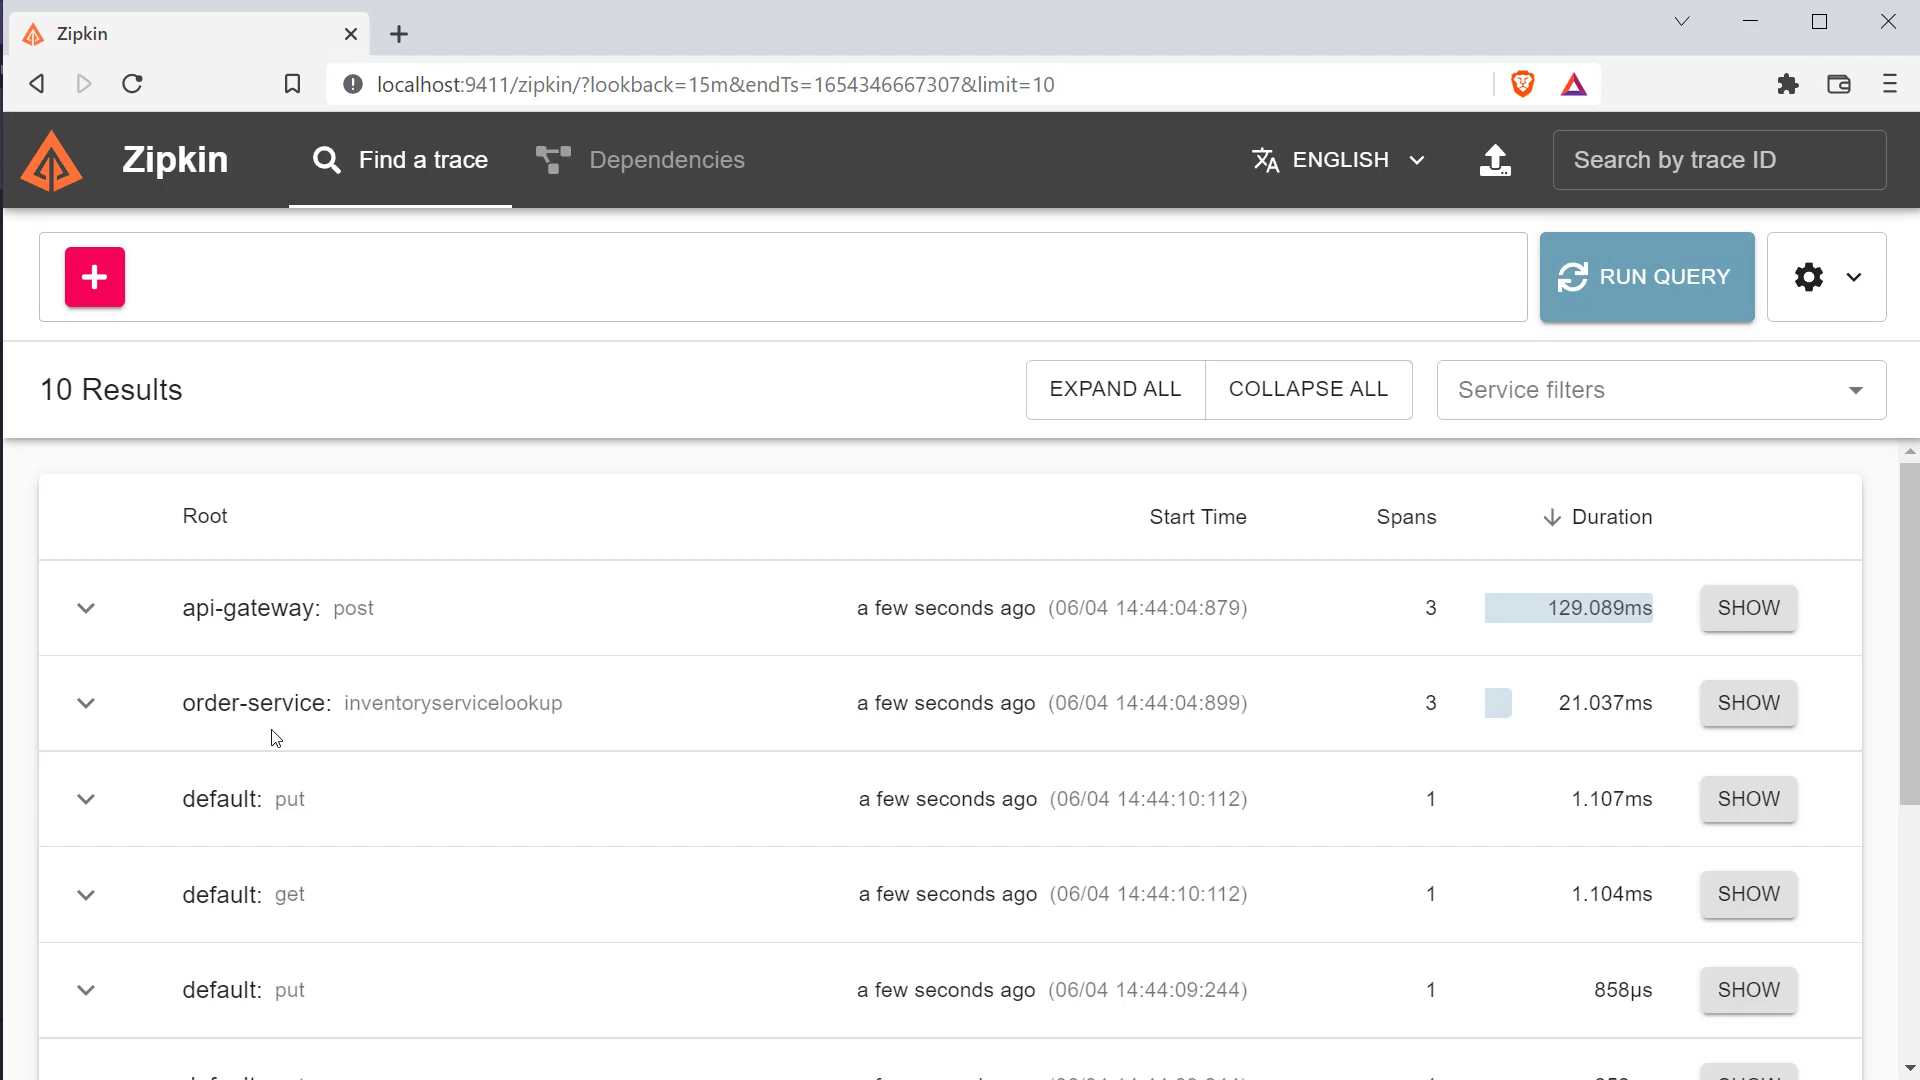 Zipkin
localhost:9411/zipkin/?lookback=15m&endTs=1654346667307&limit=10
Zipkin Find a trace Dependencies ENGLISH Search by trace ID
RUN QUERY
10 Results EXPAND ALL COLLAPSE ALL Service filters
Root Start Time Spans Duration
api-gateway: post a few seconds ago (06/04 14:44:04:879) 3 129.089ms SHOW
order-service: inventoryservicelookup a few seconds ago (06/04 14:44:04:899) 3 21.037ms SHOW
default: put a few seconds ago (06/04 14:44:10:112) 1 1.107ms SHOW
default: get a few seconds ago (06/04 14:44:10:112) 1 1.104ms SHOW
default: put a few seconds ago (06/04 14:44:09:244) 1 858μs SHOW